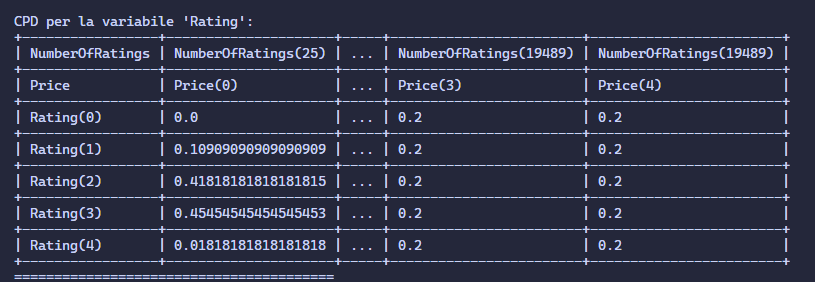 CPD per la variabile 'Rating':
+-----------------+---------------------+-----+------------------------+------------------------+
| NumberOfRatings | NumberOfRatings(25) | ... | NumberOfRatings(19489) | NumberOfRatings(19489) |
+-----------------+---------------------+-----+------------------------+------------------------+
| Price | Price(0) | ... | Price(3) | Price(4) |
+-----------------+---------------------+-----+------------------------+------------------------+
| Rating(0) | 0.0 | ... | 0.2 | 0.2 |
+-----------------+---------------------+-----+------------------------+------------------------+
| Rating(1) | 0.10909090909090909 | ... | 0.2 | 0.2 |
+-----------------+---------------------+-----+------------------------+------------------------+
| Rating(2) | 0.41818181818181815 | ... | 0.2 | 0.2 |
+-----------------+---------------------+-----+------------------------+------------------------+
| Rating(3) | 0.45454545454545453 | ... | 0.2 | 0.2 |
+-----------------+---------------------+-----+------------------------+------------------------+
| Rating(4) | 0.01818181818181818 | ... | 0.2 | 0.2 |
+-----------------+---------------------+-----+------------------------+------------------------+
========================================